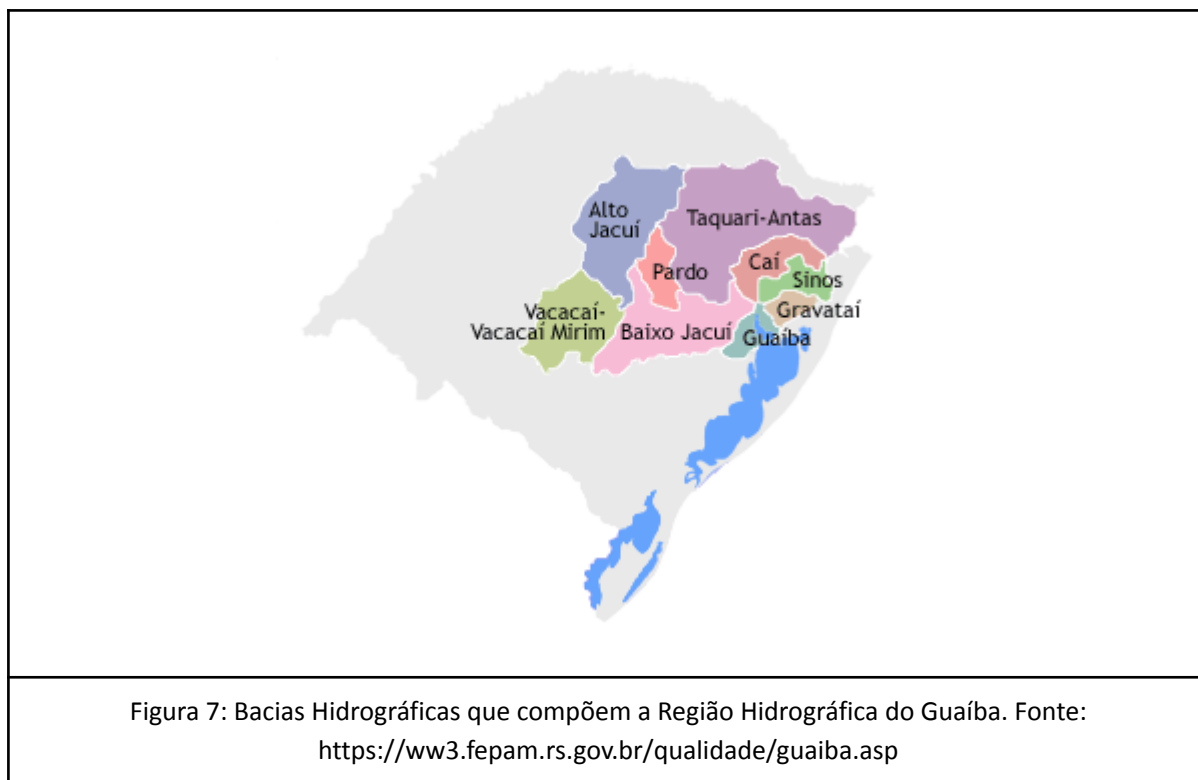 Alto
Jacuí
Taquari-Antas
Pardo
Caí
Sinos
Gravataí
Vacacaí-
Vacacaí Mirim
Baixo Jacuí
Guaíba
Figura 7: Bacias Hidrográficas que compõem a Região Hidrográfica do Guaíba. Fonte:
https://ww3.fepam.rs.gov.br/qualidade/guaiba.asp